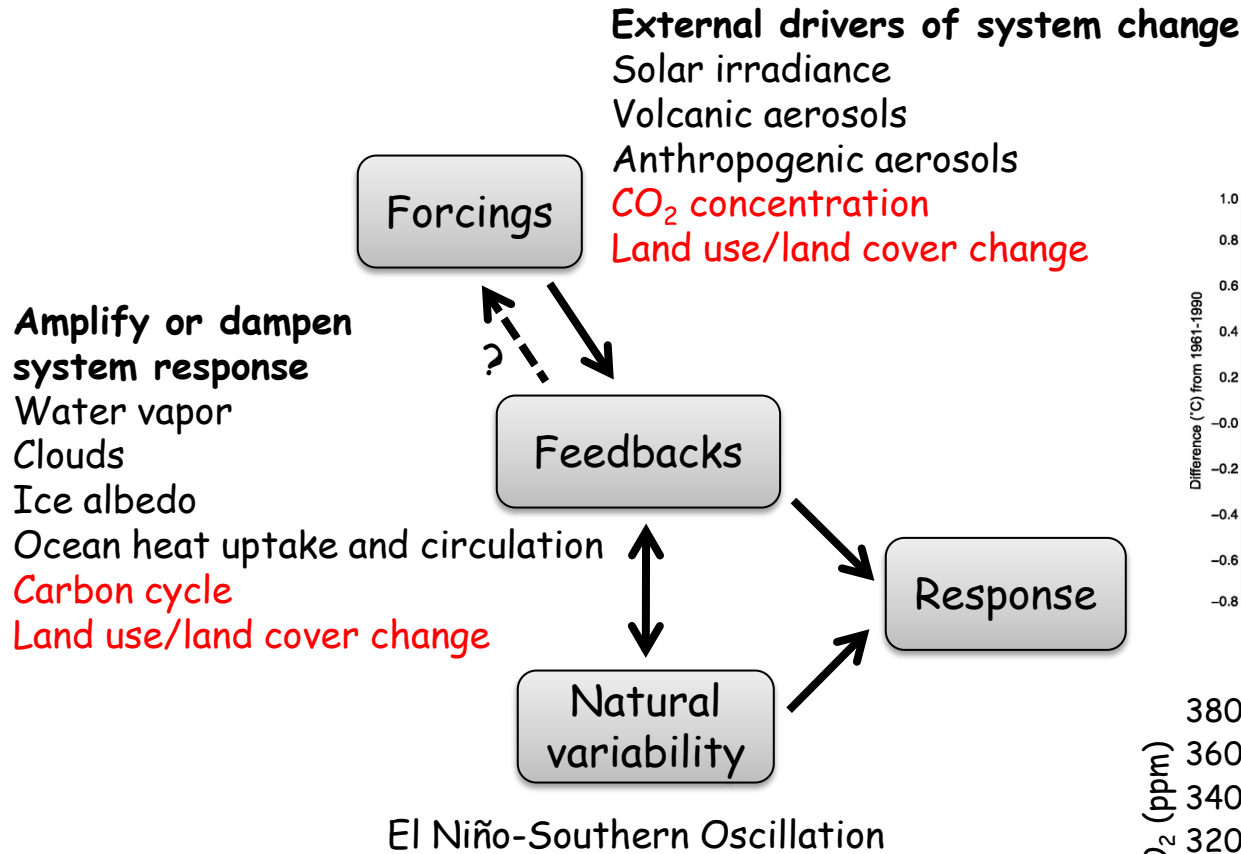 External drivers of system change
Solar irradiance
Volcanic aerosols
Anthropogenic aerosols
CO₂ concentration
Land use/land cover change
Forcings
Amplify or dampen
system response
Water vapor
Clouds
Ice albedo
Ocean heat uptake and circulation
Carbon cycle
Land use/land cover change
?
Feedbacks
Response
Natural
variability
El Niño-Southern Oscillation
Difference (°C) from 1961-1990
1.0
0.8
0.6
0.4
0.2
−0.0
−0.2
−0.4
−0.6
−0.8
(ppm)
380
360
340
320